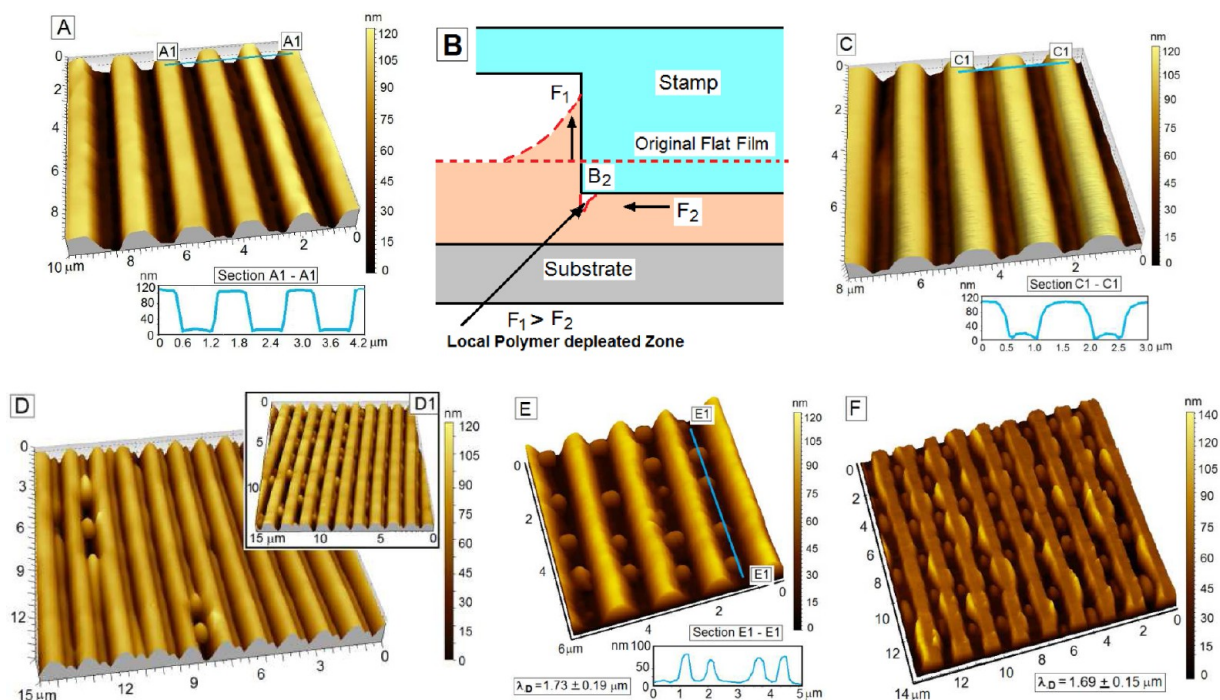 A
nm
120
105
90
75
60
45
30
15
0
A1
A1
0
2
4
6
8
10 μm
8
6
4
2
0
Section A1 - A1
nm
120
80
40
0
0.0 0.6 1.2 1.8 2.4 3.0 3.6 4.2 μm
B
Stamp
F1
Original Flat Film
B2
F2
Substrate
F1 > F2
Local Polymer depleated Zone
C
nm
120
105
90
75
60
45
30
15
0
C1
C1
0
2
4
6
8 μm
6
4
2
0
Section C1 - C1
nm
120
80
40
0
0 0.5 1.0 1.5 2.0 2.5 3.0 μm
D
nm
120
105
90
75
60
45
30
15
0
0
3
6
9
12
15 μm
12
9
6
3
0
D1
0
5
10
15 μm
10
5
0
E
nm
120
105
90
75
60
45
30
15
0
E1
E1
0
2
4
6μm
4
2
0
Section E1 - E1
nm
100
50
0
0 1 2 3 4 5 μm
λD = 1.73 ± 0.19 μm
F
nm
140
120
110
90
60
45
30
15
0
0
2
4
6
8
10
12
14 μm
12
10
8
6
4
2
0
λD = 1.69 ± 0.15 μm